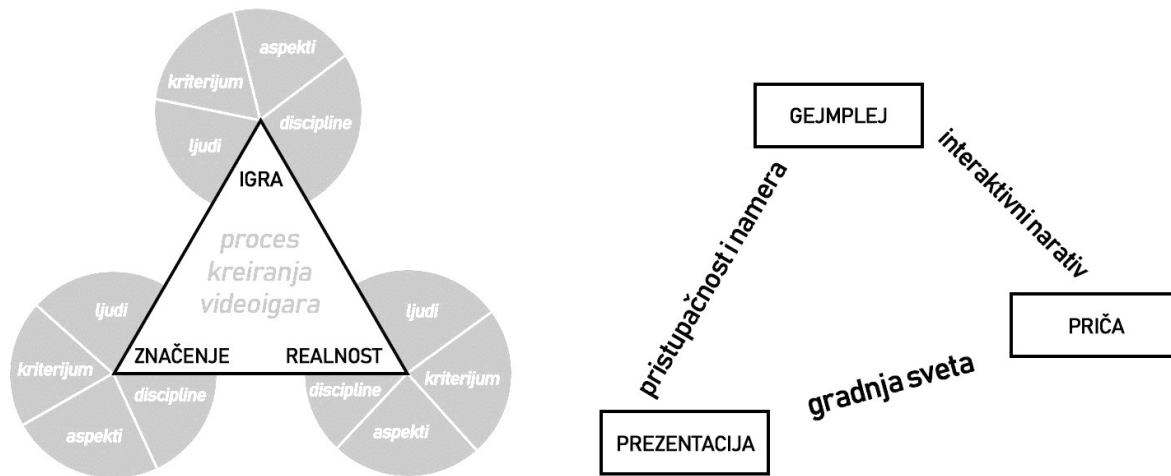 aspekti
kriterijum
discipline
ljudi
IGRA
proces
kreiranja
videoigara
ljudi
kriterijum
aspekti
discipline
ZNAČENJE
REALNOST
ljudi
kriterijum
discipline
aspekti
GEJMPLEJ
interaktivni narativ
pristupačnost i namera
PRIČA
gradnja sveta
PREZENTACIJA